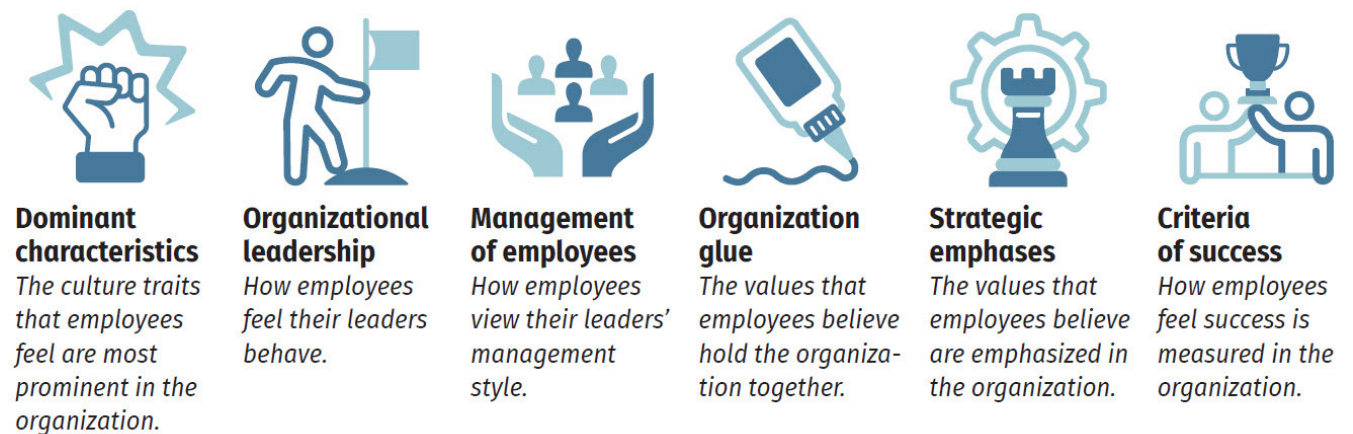 Dominant
characteristics
The culture traits
that employees
feel are most
prominent in the
organization.
Organizational
leadership
How employees
feel their leaders
behave.
Management
of employees
How employees
view their leaders’
management
style.
Organization
glue
The values that
employees believe
hold the organiza-
tion together.
Strategic
emphases
The values that
employees believe
are emphasized in
the organization.
Criteria
of success
How employees
feel success is
measured in the
organization.